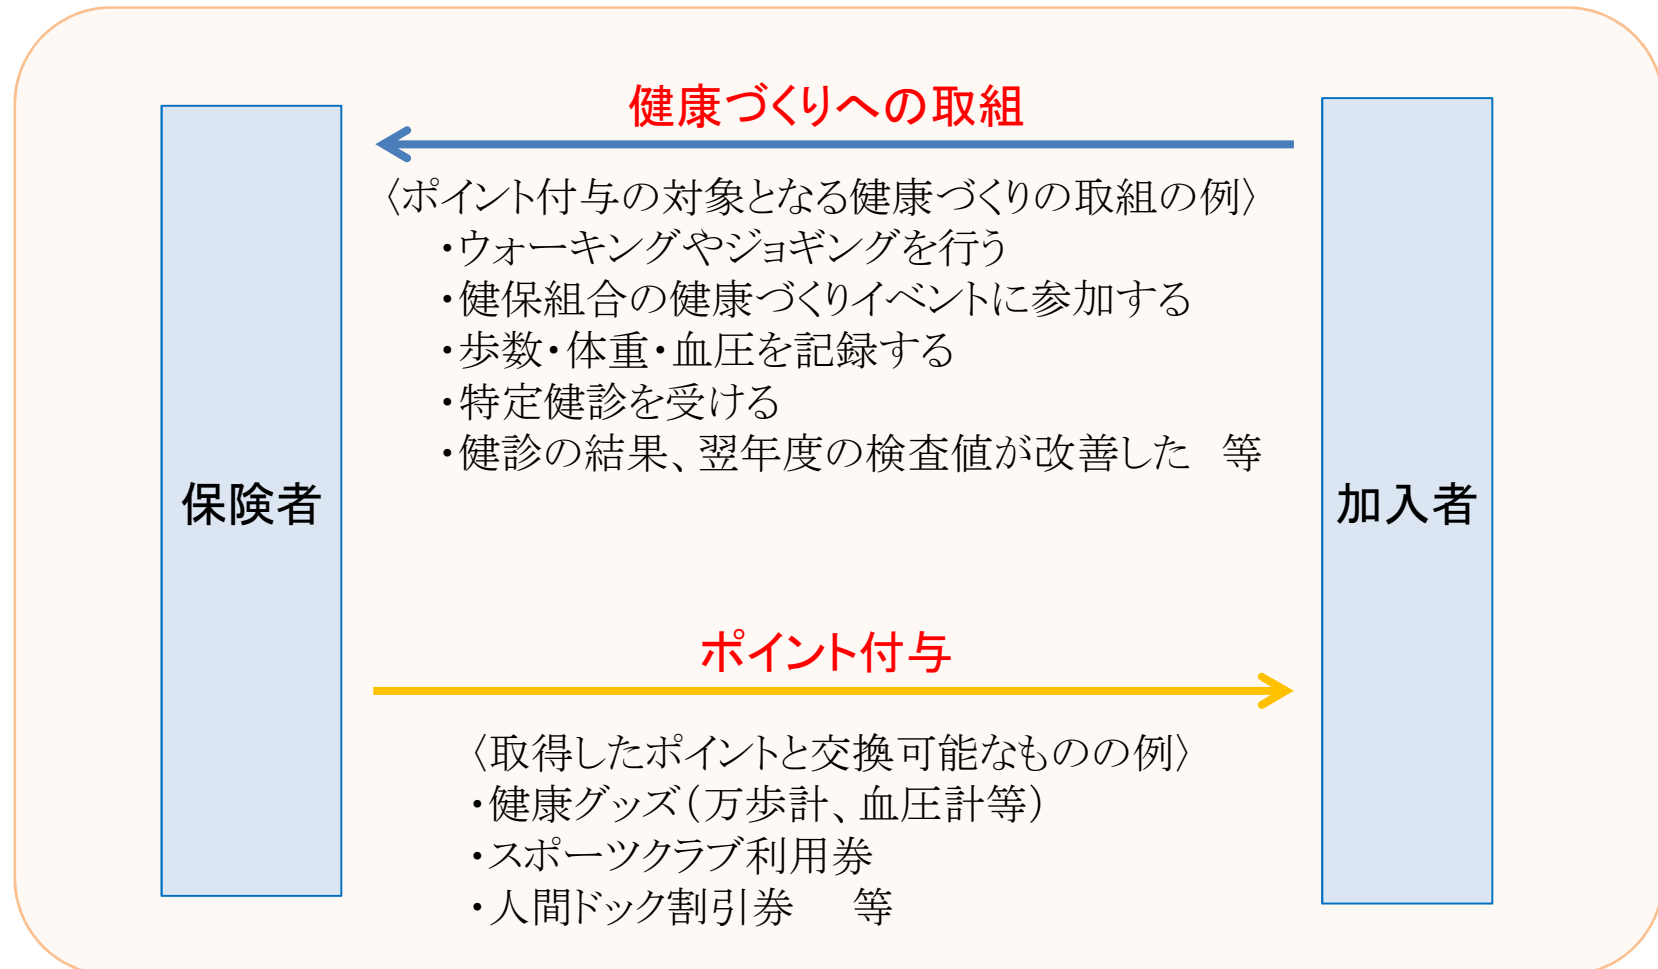 健康づくりへの取組
〈ポイント付与の対象となる健康づくりの取組の例〉
・ウォーキングやジョギングを行う
・健保組合の健康づくりイベントに参加する
・歩数・体重・血圧を記録する
・特定健診を受ける
・健診の結果、翌年度の検査値が改善した　等
保険者
加入者
ポイント付与
〈取得したポイントと交換可能なものの例〉
・健康グッズ（万歩計、血圧計等）
・スポーツクラブ利用券
・人間ドック割引券　　等